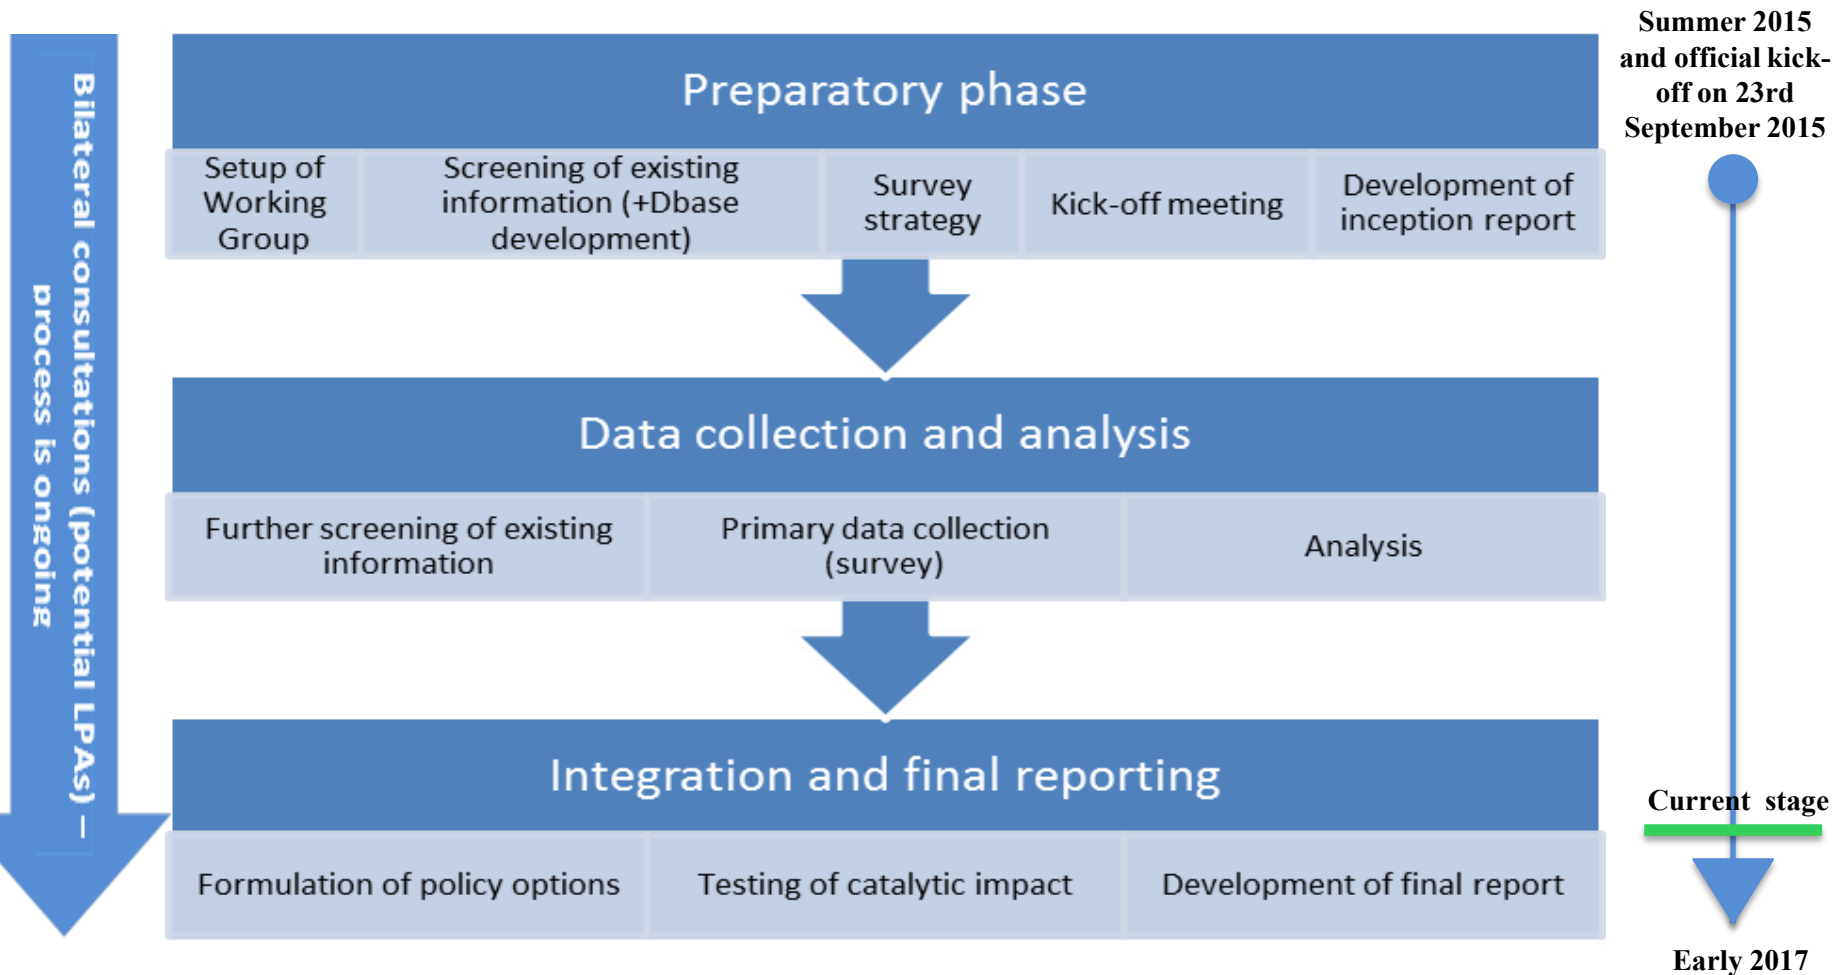 Summer 2015
and official kick-
off on 23rd
September 2015
Bilateral consultations (potential LPAs) –
process is ongoing
Preparatory phase
Setup of
Working
Group
Screening of existing
information (+Dbase
development)
Survey
strategy
Kick-off meeting
Development of
inception report
Data collection and analysis
Further screening of existing
information
Primary data collection
(survey)
Analysis
Integration and final reporting
Current stage
Formulation of policy options
Testing of catalytic impact
Development of final report
Early 2017